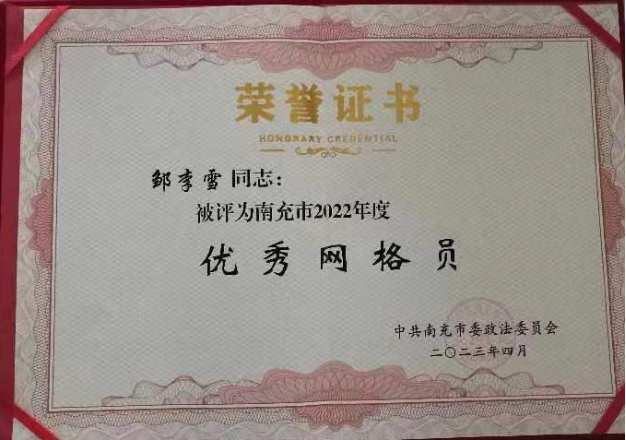 荣誉证书
HONORARY CREDENTIAL
邹李雪 同志：
被评为南充市2022年度
优秀网格员
中共南充市委政法委员会
二〇二三年四月